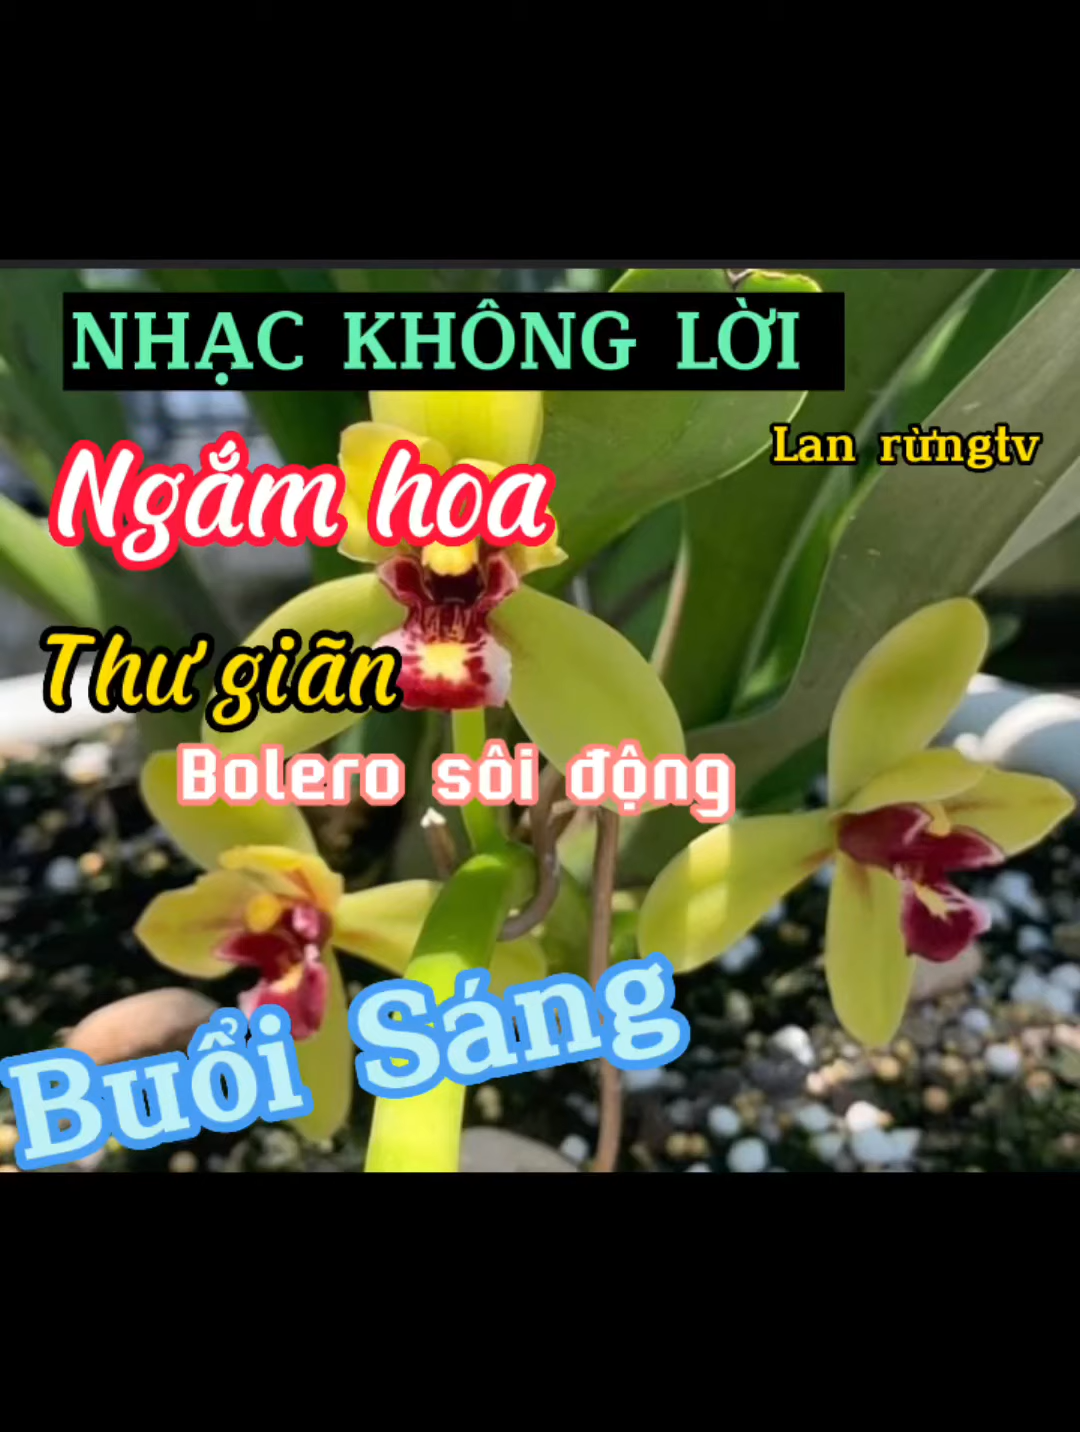 NHẠC KHÔNG LỜI
Lan rừngtv
Ngắm hoa
Thư giãn
Bolero sôi động
Buổi Sáng